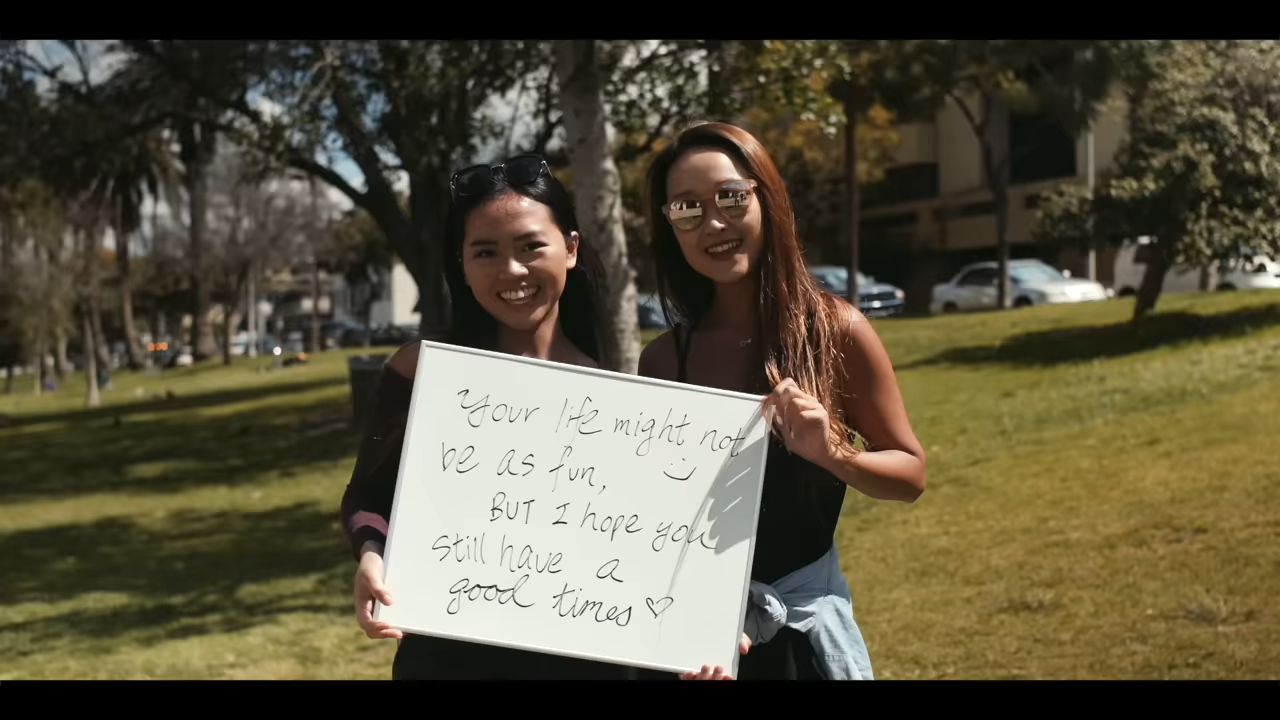 Your life might not
be as fun,
BUT I hope you
still have a
good times